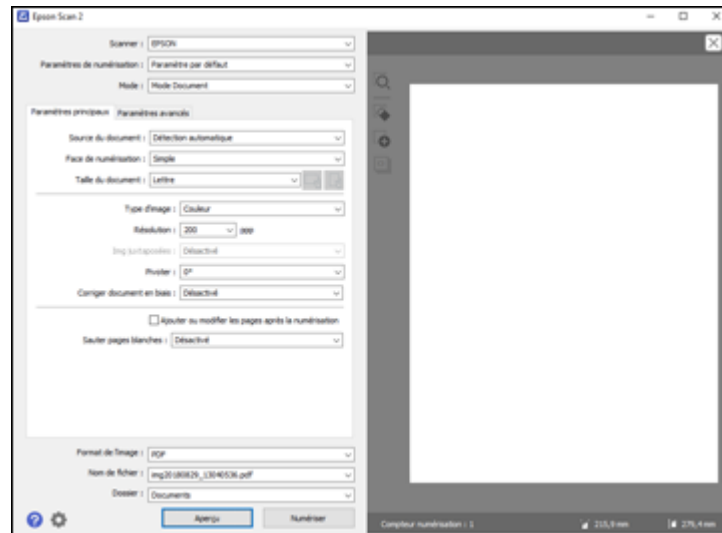 Epson Scan 2
Scanner : EPSON
Paramètres de numérisation : Paramètre par défaut
Mode : Mode Document
Paramètres principaux Paramètres avancés
Source du document : Détection automatique
Face de numérisation : Simple
Taille du document : Lettre
Type d'image : Couleur
Résolution : 200 ppp
Img juxtaposées : Désactivé
Pivoter : 0°
Corriger document en biais : Désactivé
Ajouter ou modifier les pages après la numérisation
Sauter pages blanches : Désactivé
Format de l'image : PDF
Nom de fichier : img20180829_13040536.pdf
Dossier : Documents
Aperçu Numériser
Compteur numérisation : 1 215,9 mm 279,4 mm